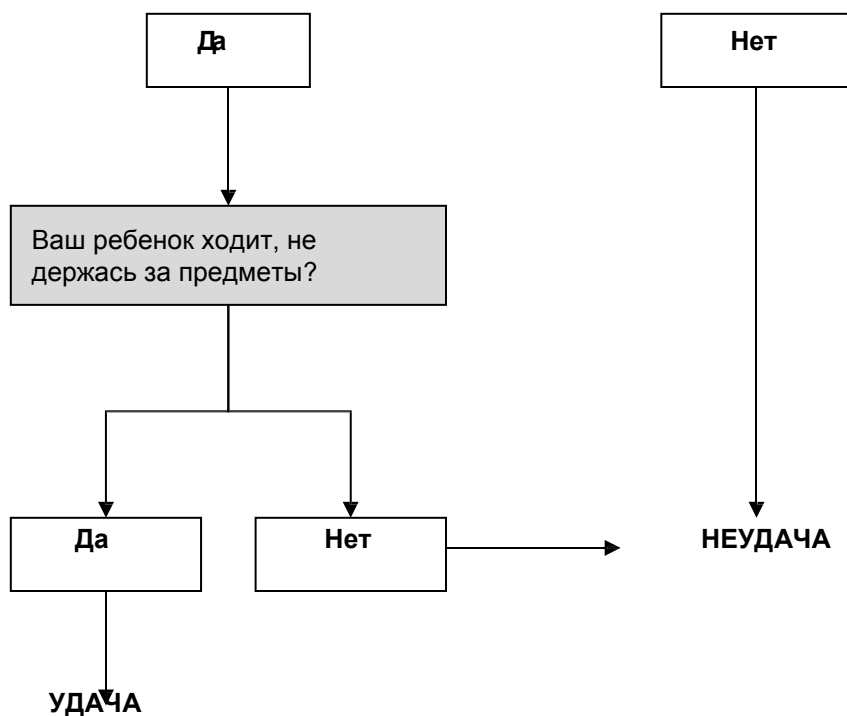 Да
Нет
Ваш ребенок ходит, не
держась за предметы?
Да
Нет
НЕУДАЧА
УДАЧА